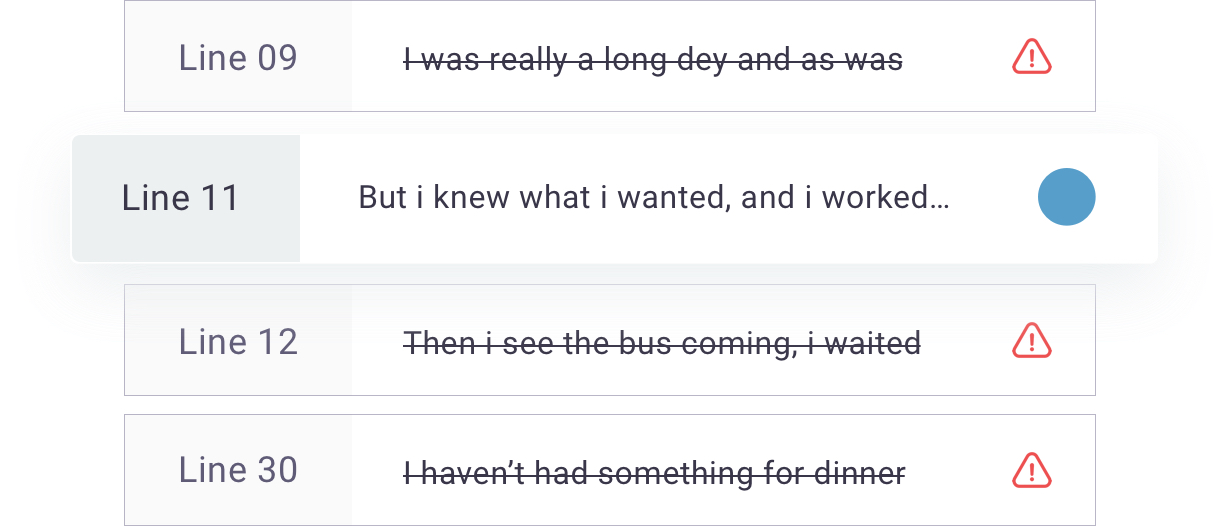 Line 09
I was really a long dey and as was
Line 11
But i knew what i wanted, and i worked...
Line 12
Then i see the bus coming, i waited
Line 30
I haven’t had something for dinner